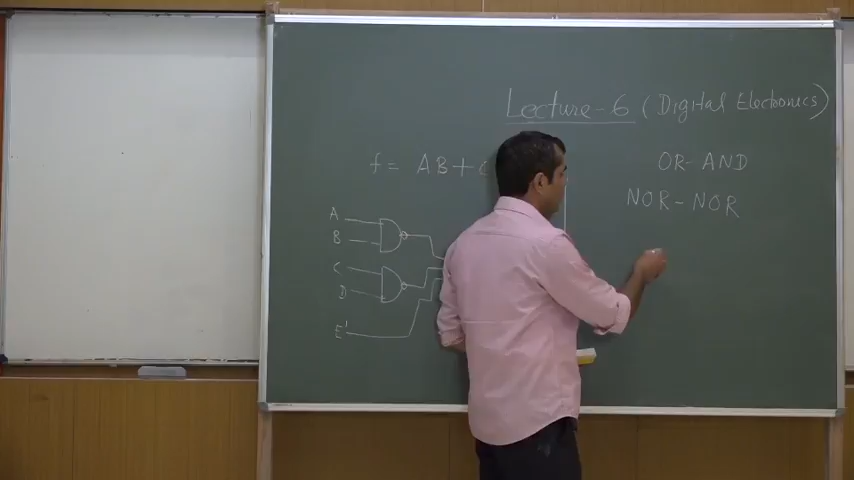 Lecture-6 (Digital Electronics)
f = AB+C
OR-AND
NOR-NOR
A
B
C
D
E'